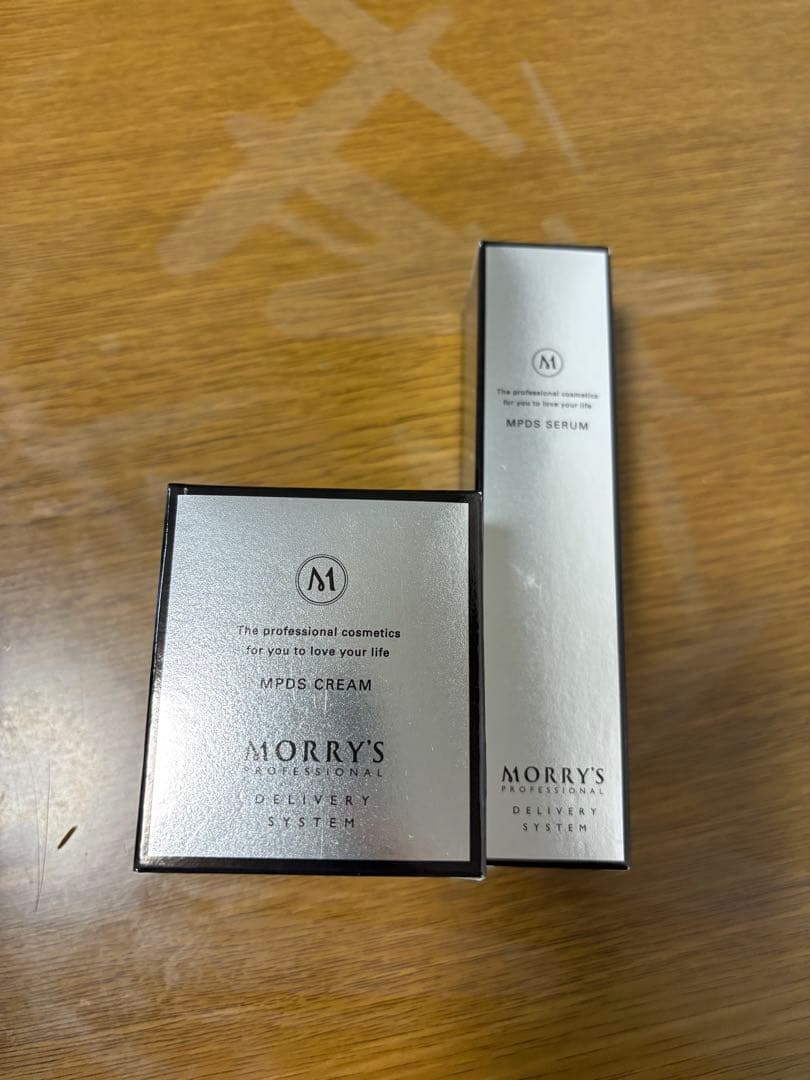 M
The professional cosmetics
for you to love your life
MPDS CREAM
MORRY'S
PROFESSIONAL
DELIVERY
SYSTEM
M
The professional cosmetics
for you to love your life
MPDS SERUM
MORRY'S
PROFESSIONAL
DELIVERY
SYSTEM